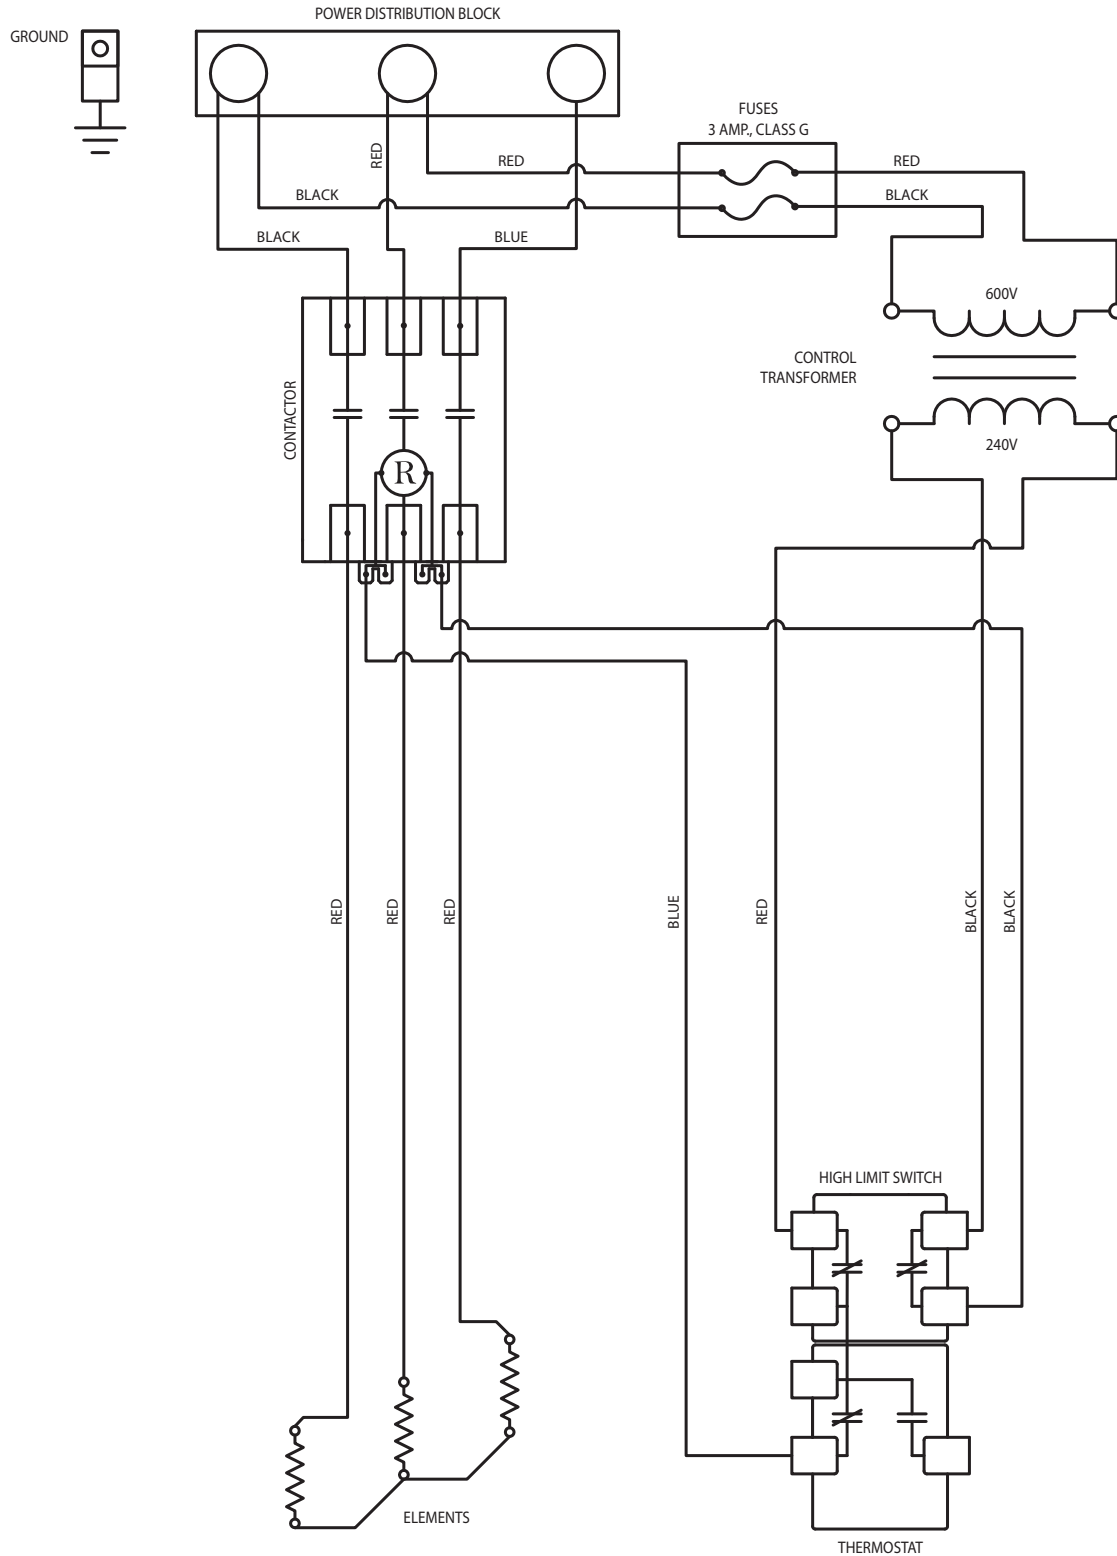 POWER DISTRIBUTION BLOCK
GROUND
FUSES
3 AMP., CLASS G
RED
RED
RED
BLACK
BLACK
BLACK
BLUE
600V
CONTROL
TRANSFORMER
CONTACTOR
240V
R
RED
RED
RED
BLUE
RED
BLACK
BLACK
HIGH LIMIT SWITCH
ELEMENTS
THERMOSTAT